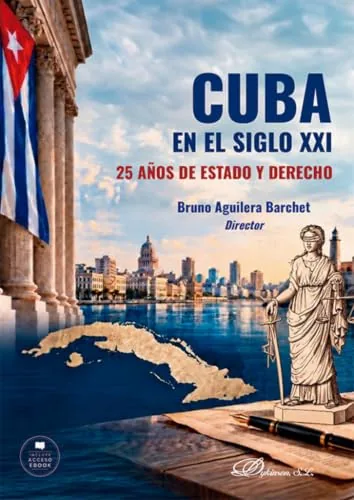 CUBA
EN EL SIGLO XXI
25 AÑOS DE ESTADO Y DERECHO
Bruno Aguilera Barchet
Director
INCLUYE
ACCESO
EBOOK
Dykinson, S.L.